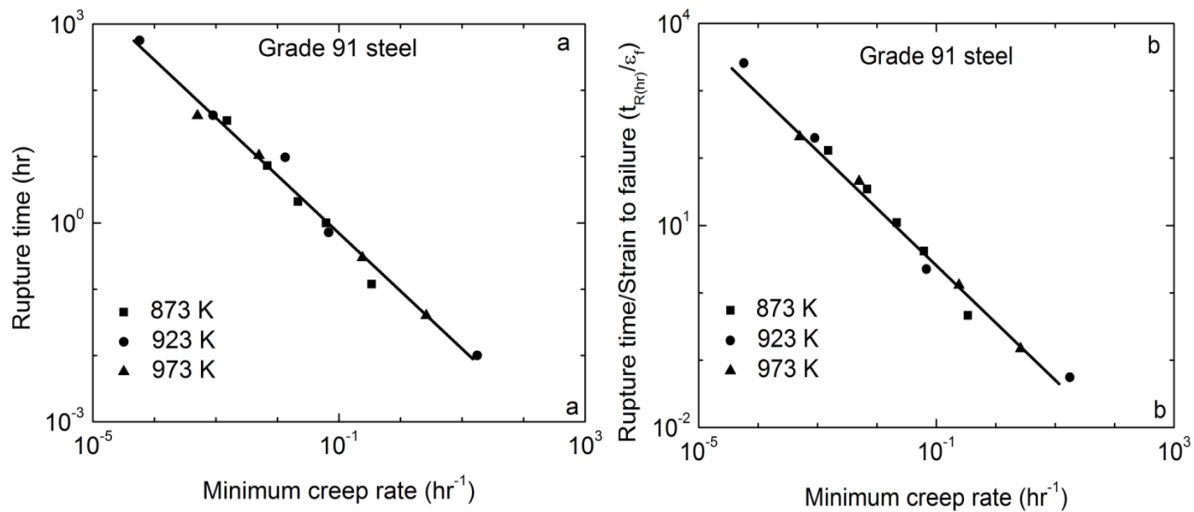 10^3
Grade 91 steel
a
Rupture time (hr)
10^0
873 K
923 K
973 K
a
10^-3
10^-5
10^-1
10^3
Minimum creep rate (hr^-1)
10^4
b
Grade 91 steel
Rupture time/Strain to failure (t_R(hr)/ε_f)
10^1
873 K
923 K
973 K
b
10^-2
10^-5
10^-1
10^3
Minimum creep rate (hr^-1)